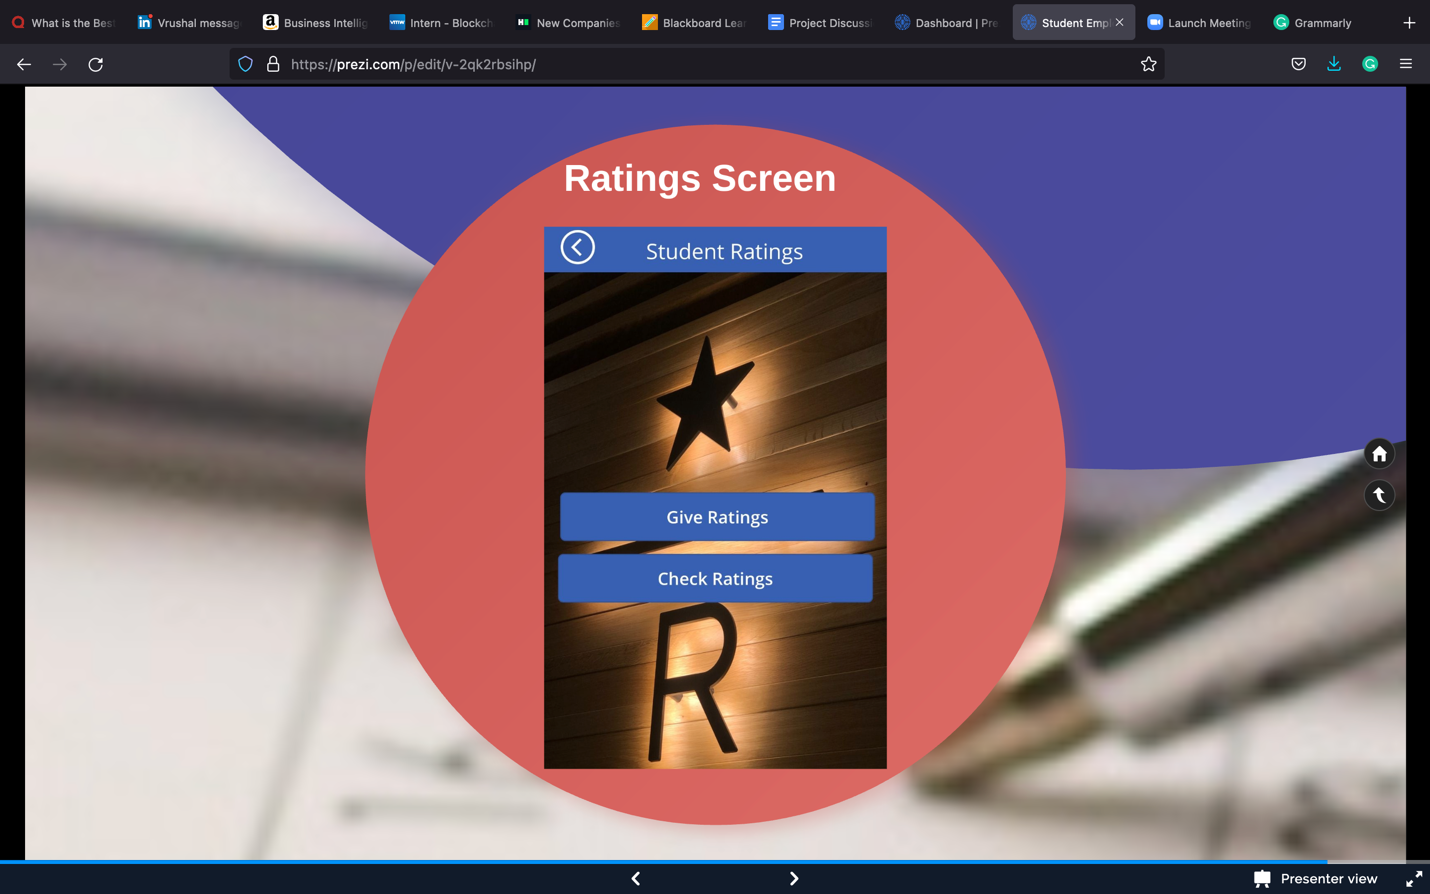 What is the Bes
Vrushal messag
Business Intellig
Intern - Blockch
New Companies
Blackboard Lear
Project Discussi
Dashboard | Pre
Student Empl
Launch Meeting
Grammarly
https://prezi.com/p/edit/v-2qk2rbsihp/
Ratings Screen
Student Ratings
Give Ratings
Check Ratings
R
Presenter view